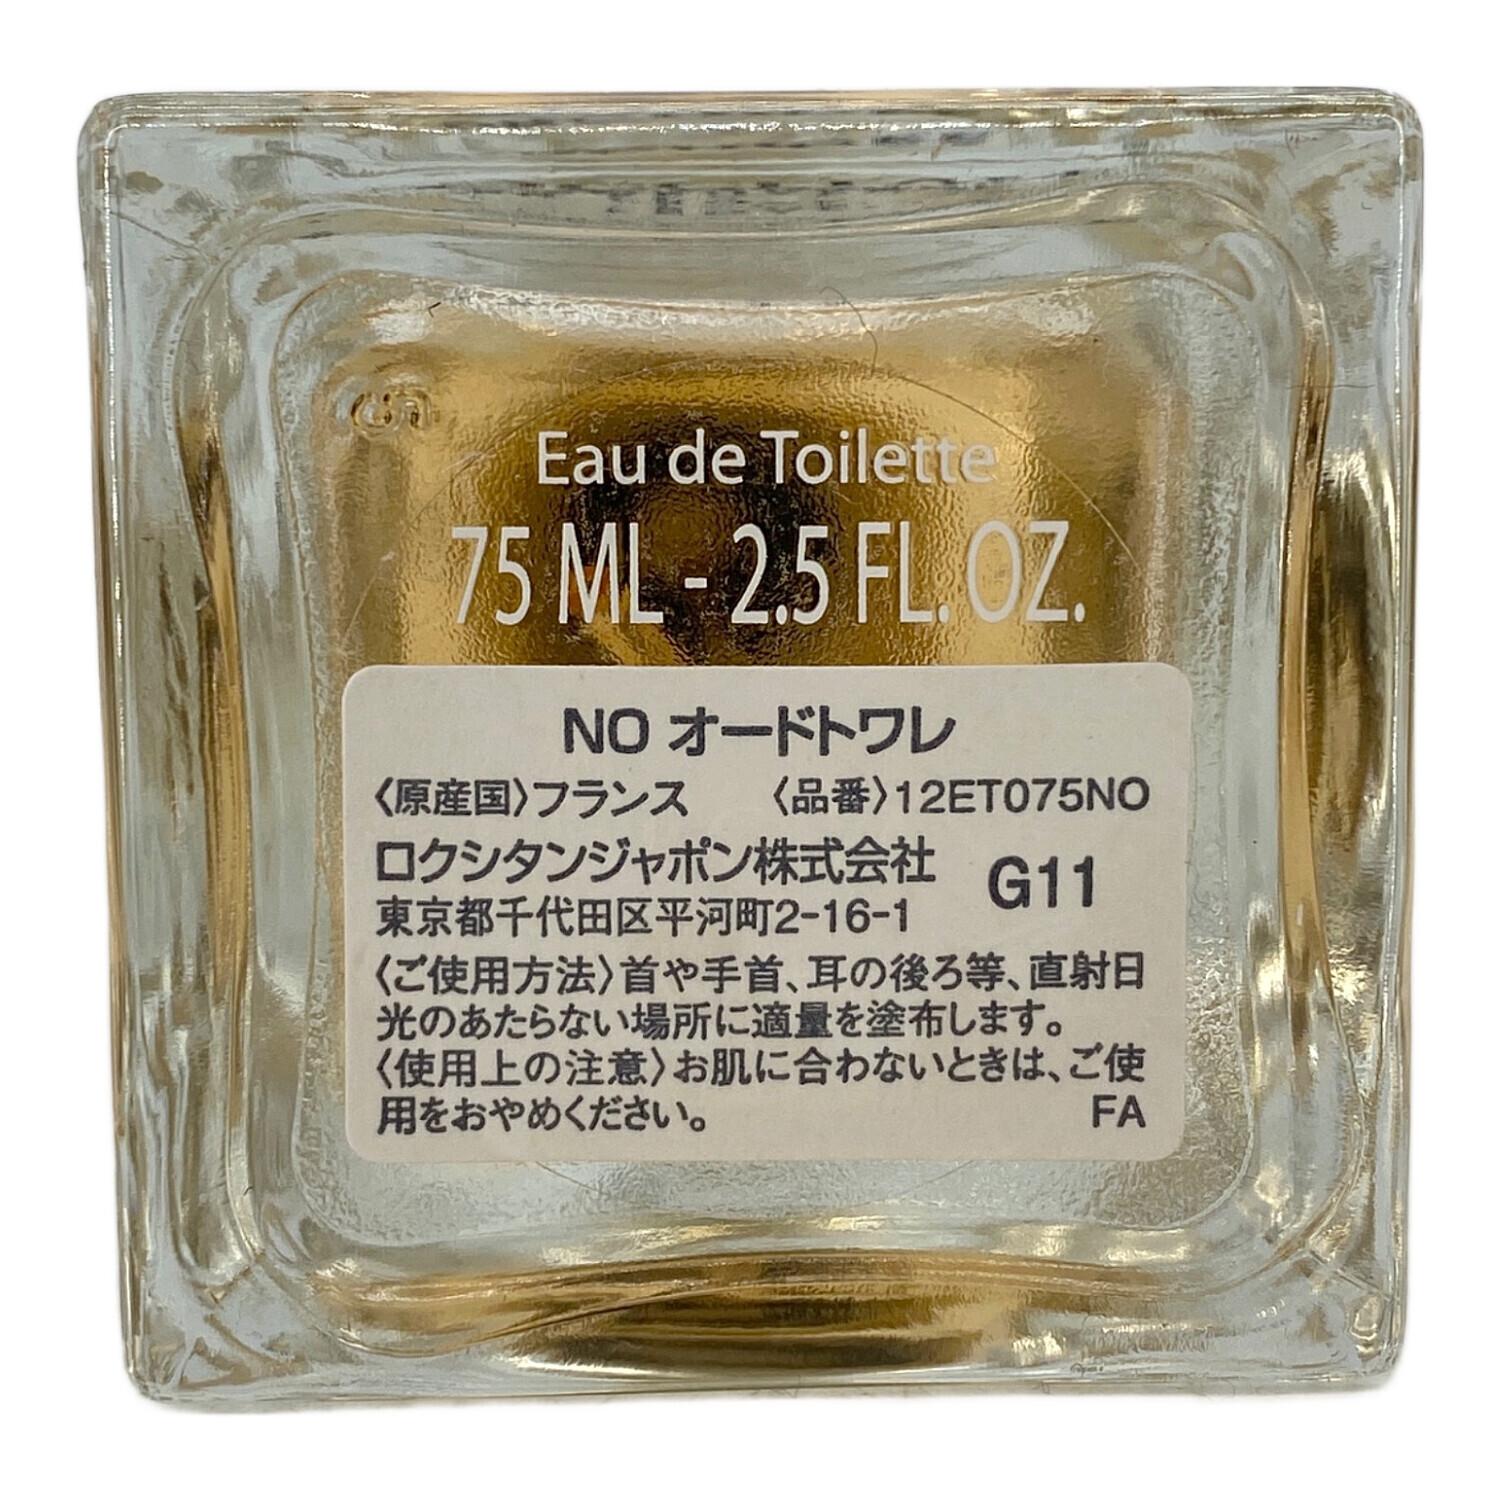 Eau de Toilette
75 ML - 2.5 FL. OZ.
NO オードトワレ
〈原産国〉フランス 〈品番〉12ET075NO
ロクシタンジャポン株式会社 G11
東京都千代田区平河町2-16-1
〈ご使用方法〉首や手首、耳の後ろ等、直射日
光のあたらない場所に適量を塗布します。
〈使用上の注意〉お肌に合わないときは、ご使
用をおやめください。 FA